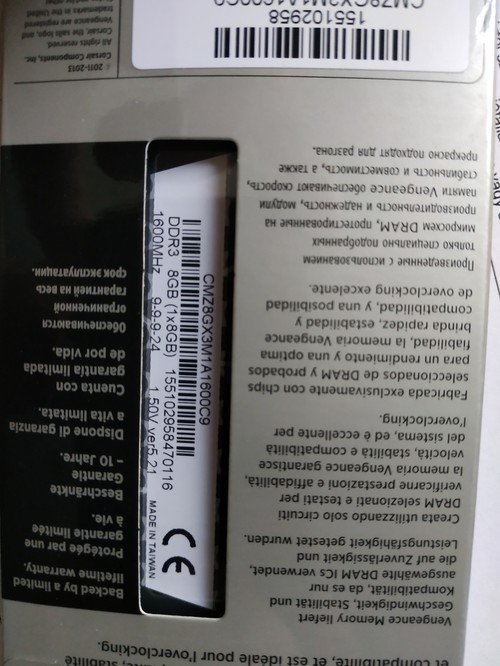 stabilité,
et compatibilité, et est idéale pour l'overclocking.
Vengeance Memory liefert
Geschwindigkeit, Stabilität und
Kompatibilität, da es nur
ausgewählte DRAM ICs verwendet,
die auf Zuverlässigkeit und
Leistungsfähigkeit getestet wurden.
Creata utilizzando solo circuiti
DRAM selezionati e testati per
verificarne prestazioni e affidabilità,
la memoria Vengeance garantisce
velocità, stabilità e compatibilità
del sistema, ed è eccellente per
l'overclocking.
Fabricada exclusivamente con chips
seleccionados de DRAM y probados
para un rendimiento y una optima
fiabilidad, la memoria Vengeance
brinda rapidez, estabilidad y
compatibilidad, y una posibilidad
de overclocking excelente.
Произведенные с использованием
только специально подобранных
микросхем DRAM, протестированные на
производительность и надежность, модули
памяти Vengeance обеспечивают скорость,
стабильность и совместимость, а также
прекрасно подходят для разгона.
CMZ8GX3M1A1600C9
DDR3 8GB (1x8GB) 155102958470116
1600MHz 9-9-9-24 1.50V ver5.21
MADE IN TAIWAN
CE
Backed by a limited
lifetime warranty.
Protégée par une
garantie limitée
à vie.
Beschränkte
Garantie
– 10 Jahre.
Dispone di garanzia
a vita limitata.
Cuenta con
garantía limitada
de por vida.
Обеспечивается
ограниченной
гарантией на весь
срок эксплуатации.
CMZ8GX3M1A1600C9
155102958
© 2011-2013
Corsair Components, Inc.
All rights reserved.
Corsair, the sails logo, and
Vengeance are registered
trademarks in the United